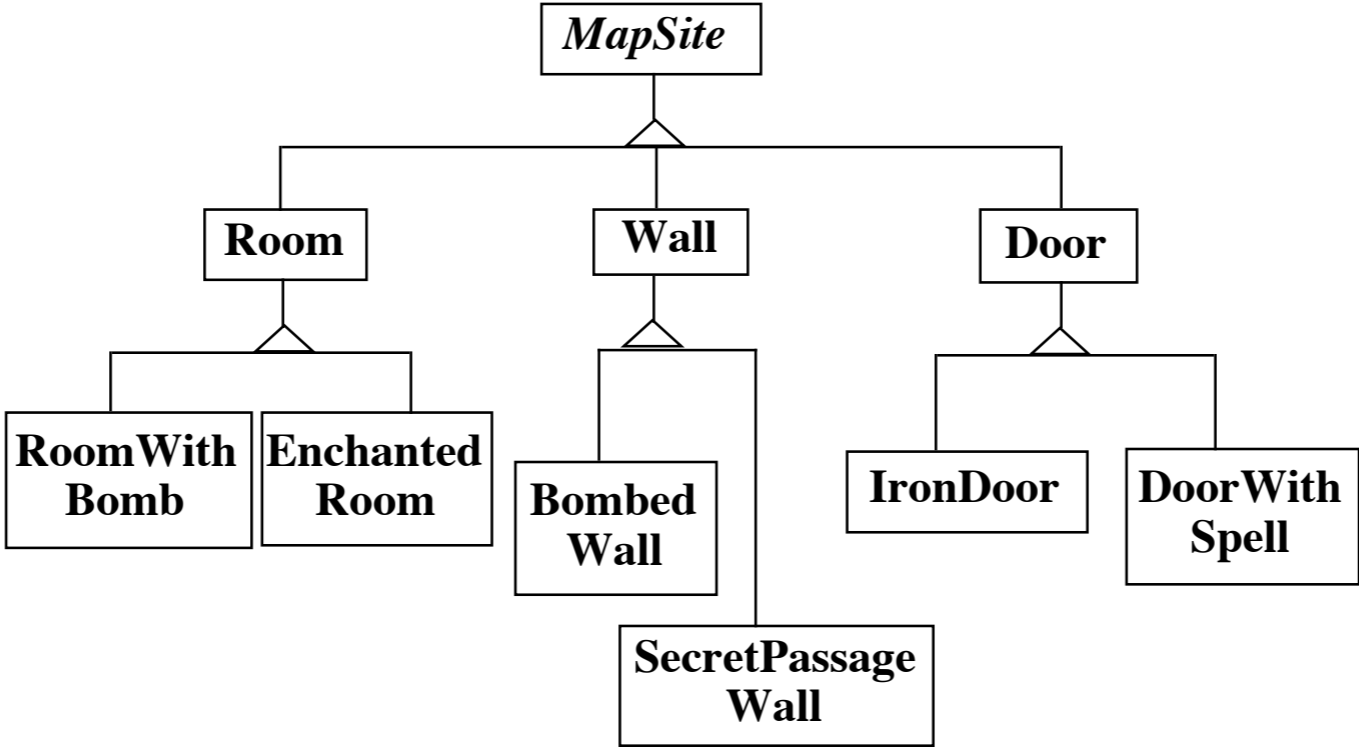 MapSite
Room
Wall
Door
RoomWith
Bomb
Enchanted
Room
Bombed
Wall
IronDoor
DoorWith
Spell
SecretPassage
Wall